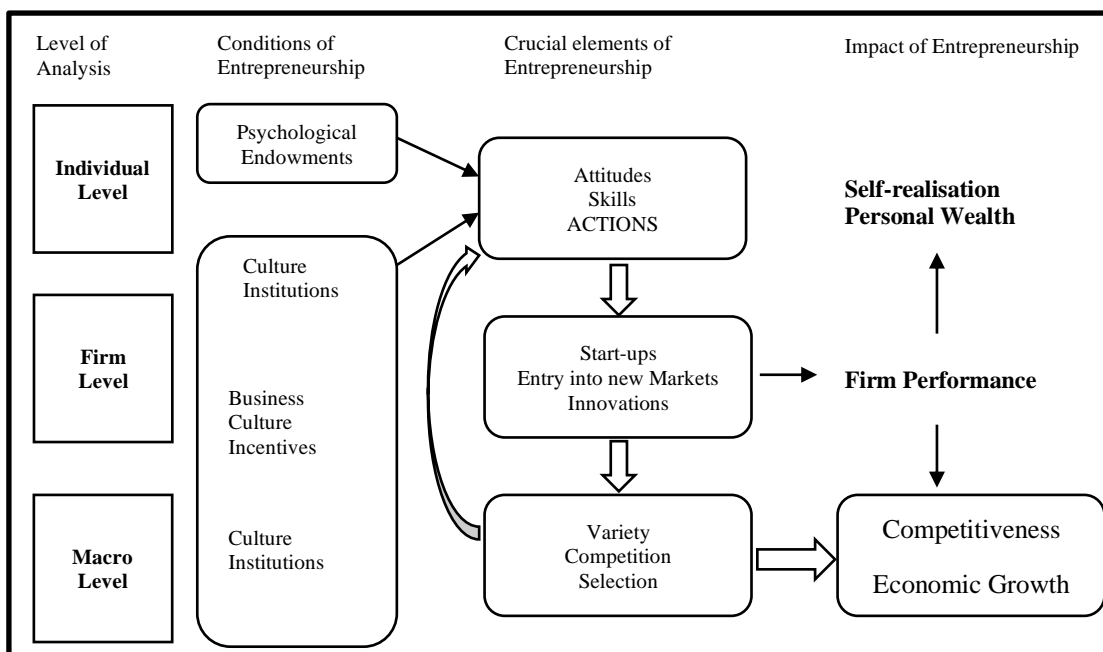 Level of
Analysis
Conditions of
Entrepreneurship
Crucial elements of
Entrepreneurship
Impact of Entrepreneurship
Individual
Level
Psychological
Endowments
Attitudes
Skills
ACTIONS
Self-realisation
Personal Wealth
Culture
Institutions
Firm
Level
Business
Culture
Incentives
Start-ups
Entry into new Markets
Innovations
Firm Performance
Macro
Level
Culture
Institutions
Variety
Competition
Selection
Competitiveness
Economic Growth